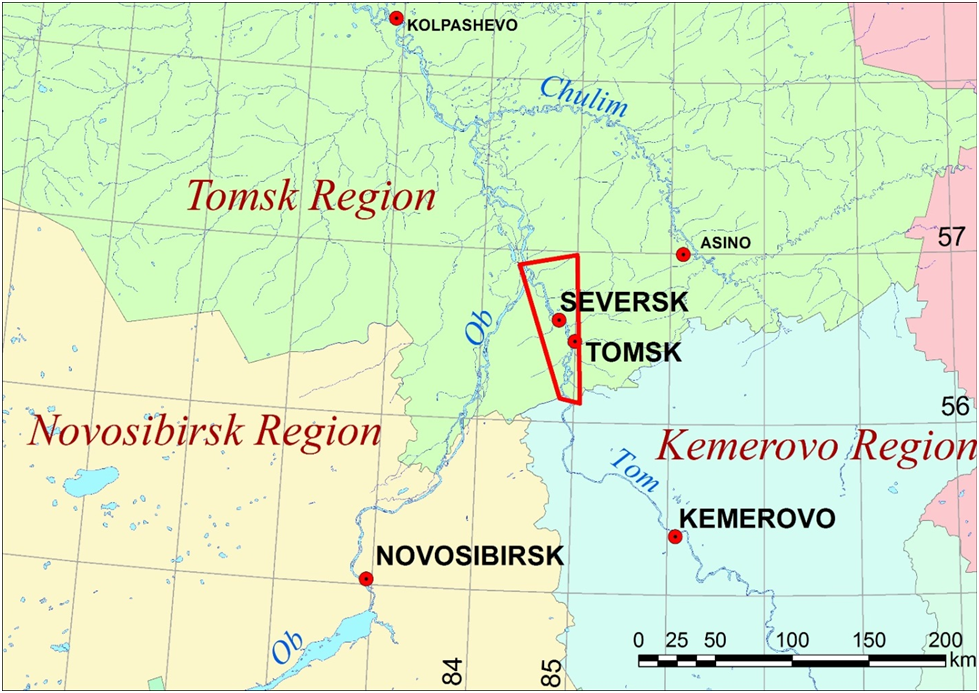 KOLPASHEVO
Chulim
Tomsk Region
57
ASINO
SEVERSK
Ob
TOMSK
56
Novosibirsk Region
Kemerovo Region
Tom
KEMEROVO
NOVOSIBIRSK
Ob
84
85
0 25 50 100 150 200
km